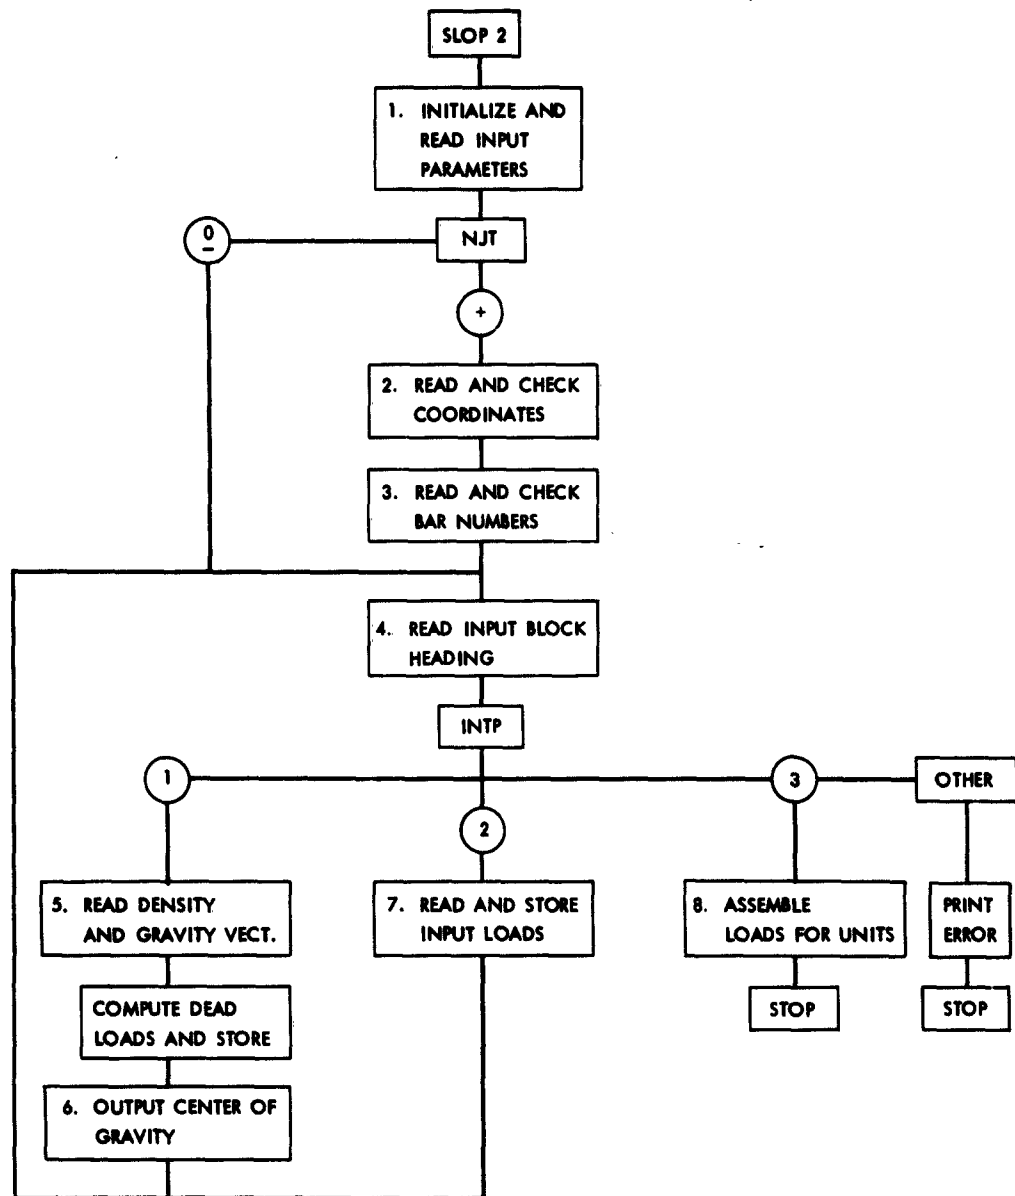 SLOP 2
1. INITIALIZE AND
READ INPUT
PARAMETERS
0
-
NJT
+
2. READ AND CHECK
COORDINATES
3. READ AND CHECK
BAR NUMBERS
4. READ INPUT BLOCK
HEADING
INTP
1
2
3
OTHER
5. READ DENSITY
AND GRAVITY VECT.
7. READ AND STORE
INPUT LOADS
8. ASSEMBLE
LOADS FOR UNITS
PRINT
ERROR
COMPUTE DEAD
LOADS AND STORE
STOP
STOP
6. OUTPUT CENTER OF
GRAVITY